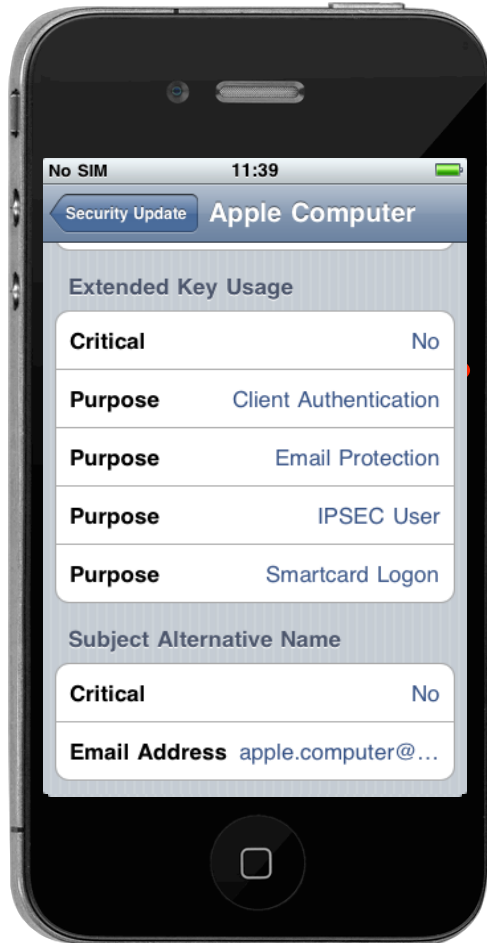 No SIM 11:39
Security Update Apple Computer
Extended Key Usage
Critical No
Purpose Client Authentication
Purpose Email Protection
Purpose IPSEC User
Purpose Smartcard Logon
Subject Alternative Name
Critical No
Email Address apple.computer@...